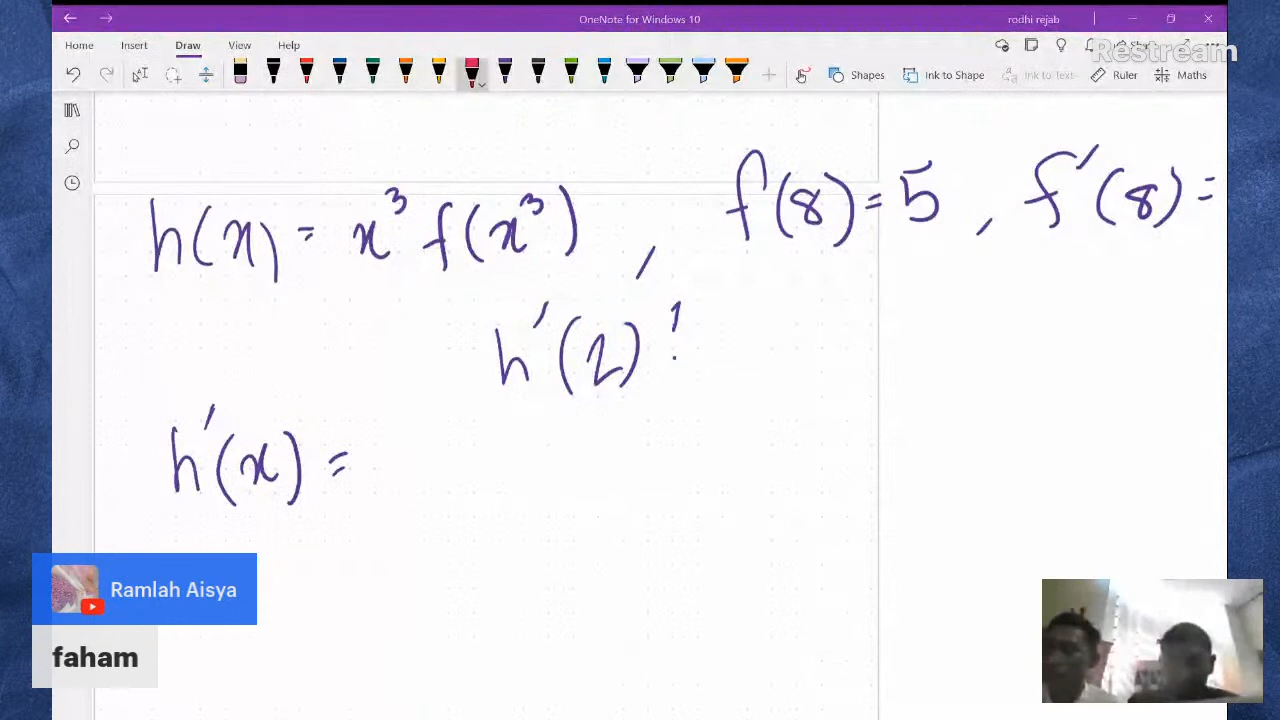 OneNote for Windows 10
rodhi rejab
Home Insert Draw View Help
Restream
Shapes Ink to Shape Ink to Text Ruler Maths
h(x) = x³ f(x³) , f(8) = 5 , f'(8) =
h'(2) !
h'(x) =
Ramlah Aisya
faham